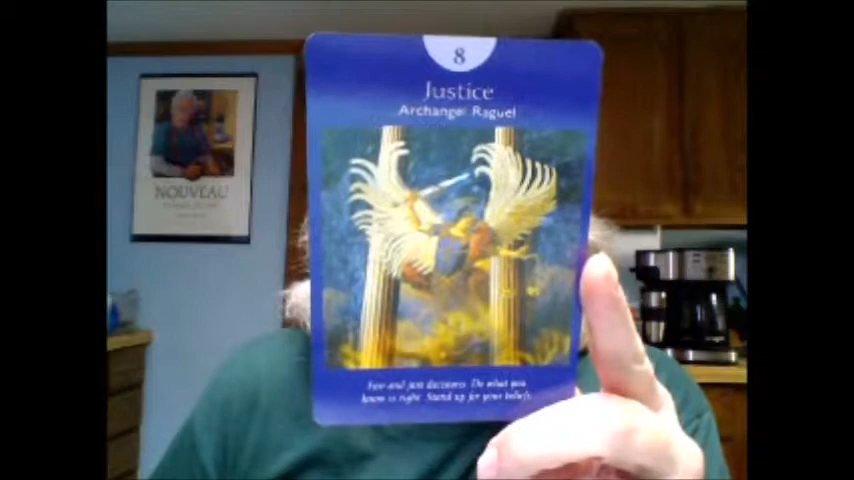 8
Justice
Archangel Raguel
Fair and just decisions. Do what you
know is right. Stand up for your beliefs.
NOUVEAU